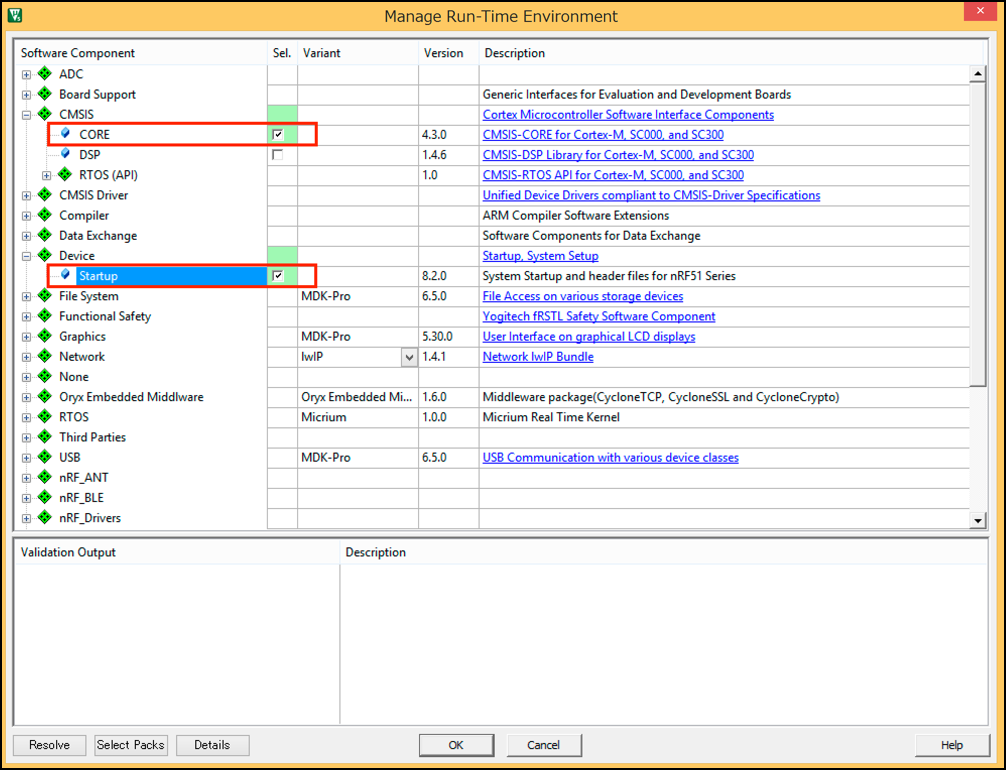 Manage Run-Time Environment
Software Component Sel. Variant Version Description
ADC
Board Support Generic Interfaces for Evaluation and Development Boards
CMSIS Cortex Microcontroller Software Interface Components
CORE 4.3.0 CMSIS-CORE for Cortex-M, SC000, and SC300
DSP 1.4.6 CMSIS-DSP Library for Cortex-M, SC000, and SC300
RTOS (API) 1.0 CMSIS-RTOS API for Cortex-M, SC000, and SC300
CMSIS Driver Unified Device Drivers compliant to CMSIS-Driver Specifications
Compiler ARM Compiler Software Extensions
Data Exchange Software Components for Data Exchange
Device Startup, System Setup
Startup 8.2.0 System Startup and header files for nRF51 Series
File System MDK-Pro 6.5.0 File Access on various storage devices
Functional Safety Yogitech fRSTL Safety Software Component
Graphics MDK-Pro 5.30.0 User Interface on graphical LCD displays
Network lwIP 1.4.1 Network lwIP Bundle
None
Oryx Embedded Middlware Oryx Embedded Mi... 1.6.0 Middleware package(CycloneTCP, CycloneSSL and CycloneCrypto)
RTOS Micrium 1.0.0 Micrium Real Time Kernel
Third Parties
USB MDK-Pro 6.5.0 USB Communication with various device classes
nRF_ANT
nRF_BLE
nRF_Drivers
Validation Output Description
Resolve Select Packs Details OK Cancel Help